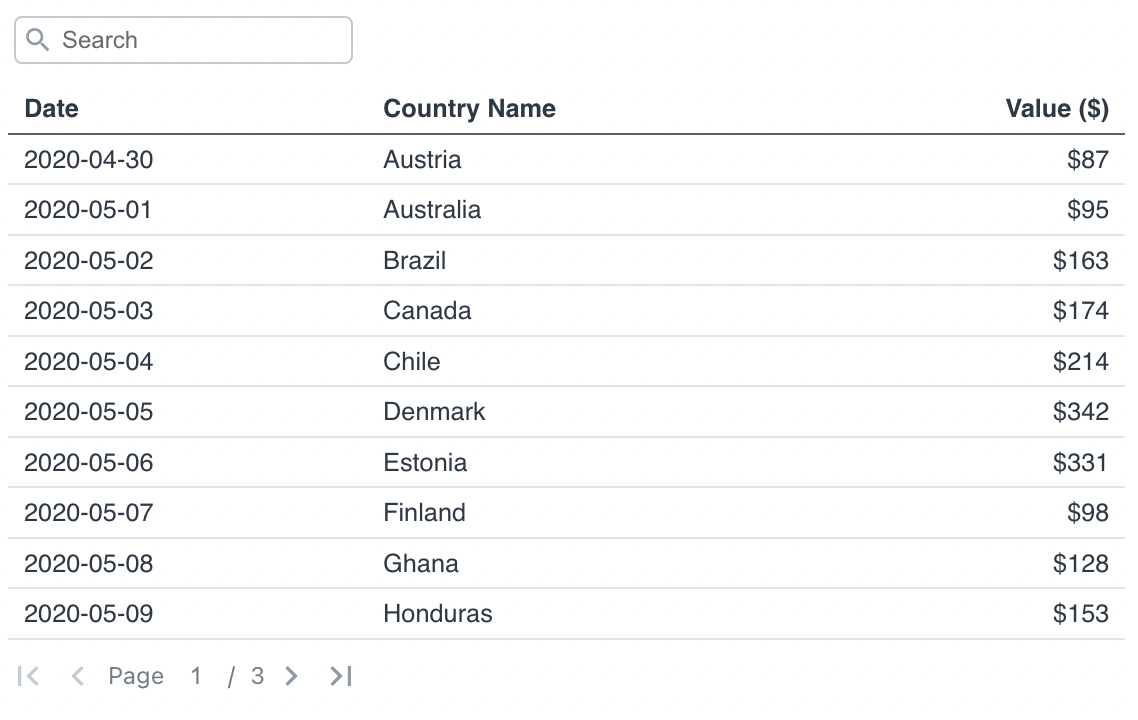 Search
Date Country Name Value ($)
2020-04-30 Austria $87
2020-05-01 Australia $95
2020-05-02 Brazil $163
2020-05-03 Canada $174
2020-05-04 Chile $214
2020-05-05 Denmark $342
2020-05-06 Estonia $331
2020-05-07 Finland $98
2020-05-08 Ghana $128
2020-05-09 Honduras $153
Page 1 / 3